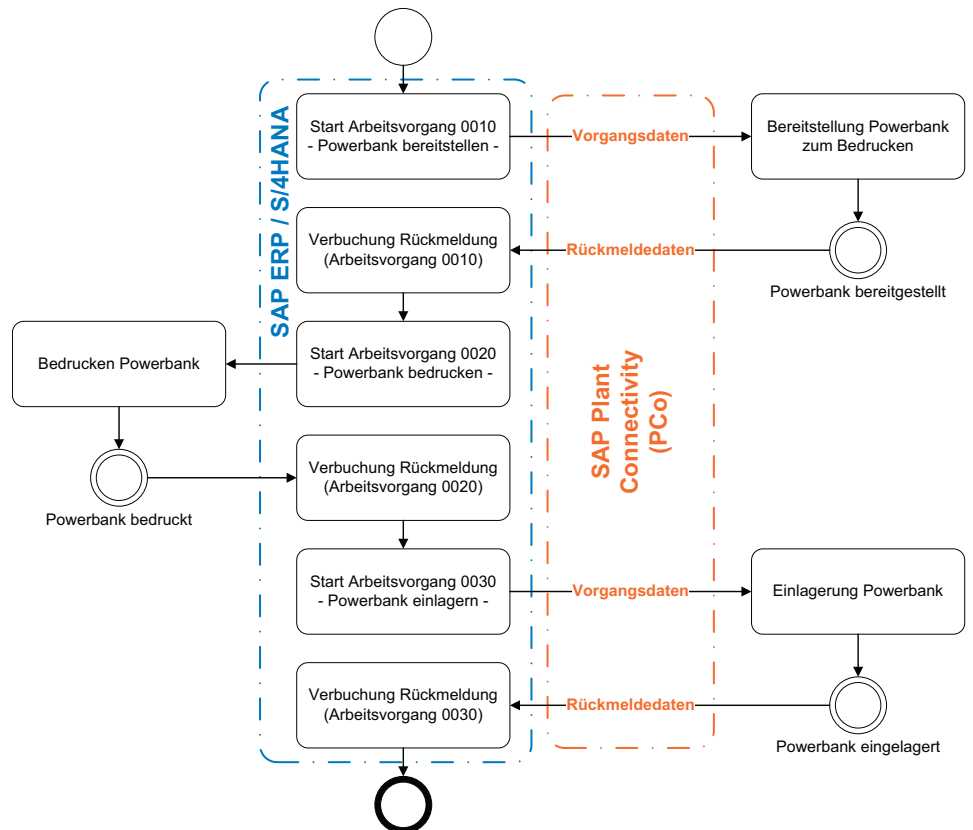 SAP ERP / S/4HANA
Start Arbeitsvorgang 0010
- Powerbank bereitstellen -
Vorgangsdaten
Bereitstellung Powerbank
zum Bedrucken
Verbuchung Rückmeldung
(Arbeitsvorgang 0010)
Rückmeldedaten
Powerbank bereitgestellt
Bedrucken Powerbank
Start Arbeitsvorgang 0020
- Powerbank bedrucken -
SAP Plant
Connectivity
(PCo)
Verbuchung Rückmeldung
(Arbeitsvorgang 0020)
Powerbank bedruckt
Start Arbeitsvorgang 0030
- Powerbank einlagern -
Vorgangsdaten
Einlagerung Powerbank
Verbuchung Rückmeldung
(Arbeitsvorgang 0030)
Rückmeldedaten
Powerbank eingelagert